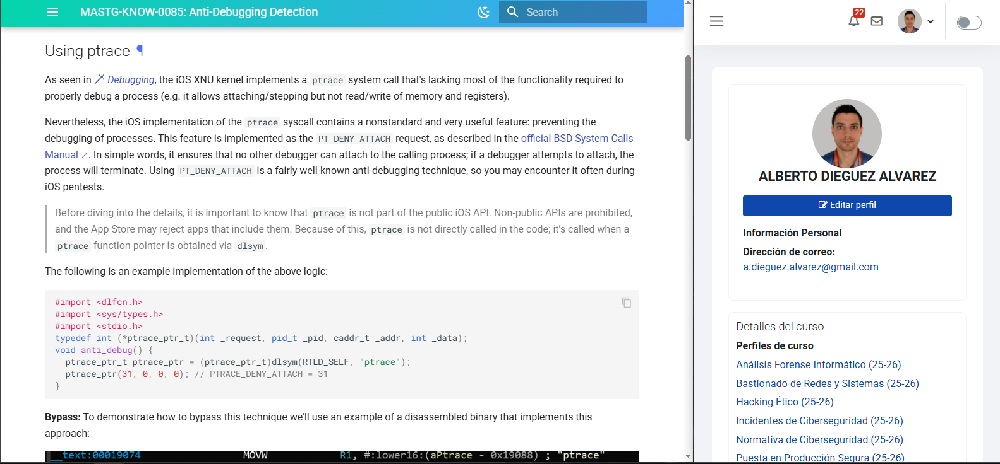 MASTG-KNOW-0085: Anti-Debugging Detection
Search
Using ptrace ¶
As seen in Debugging, the iOS XNU kernel implements a ptrace system call that's lacking most of the functionality required to
properly debug a process (e.g. it allows attaching/stepping but not read/write of memory and registers).
Nevertheless, the iOS implementation of the ptrace syscall contains a nonstandard and very useful feature: preventing the
debugging of processes. This feature is implemented as the PT_DENY_ATTACH request, as described in the official BSD System Calls
Manual ↗. In simple words, it ensures that no other debugger can attach to the calling process; if a debugger attempts to attach, the
process will terminate. Using PT_DENY_ATTACH is a fairly well-known anti-debugging technique, so you may encounter it often during
iOS pentests.
Before diving into the details, it is important to know that ptrace is not part of the public iOS API. Non-public APIs are prohibited,
and the App Store may reject apps that include them. Because of this, ptrace is not directly called in the code; it's called when a
ptrace function pointer is obtained via dlsym.
The following is an example implementation of the above logic:
#import <dlfcn.h>
#import <sys/types.h>
#import <stdio.h>
typedef int (*ptrace_ptr_t)(int _request, pid_t _pid, caddr_t _addr, int _data);
void anti_debug() {
  ptrace_ptr_t ptrace_ptr = (ptrace_ptr_t)dlsym(RTLD_SELF, "ptrace");
  ptrace_ptr(31, 0, 0, 0); // PTRACE_DENY_ATTACH = 31
}
Bypass: To demonstrate how to bypass this technique we'll use an example of a disassembled binary that implements this
approach:
__text:00019074 MOVW R1, #:lower16:(aPtrace - 0x19088) ; "ptrace"
22
ALBERTO DIEGUEZ ALVAREZ
Editar perfil
Información Personal
Dirección de correo:
a.dieguez.alvarez@gmail.com
Detalles del curso
Perfiles de curso
Análisis Forense Informático (25-26)
Bastionado de Redes y Sistemas (25-26)
Hacking Ético (25-26)
Incidentes de Ciberseguridad (25-26)
Normativa de Ciberseguridad (25-26)
Puesta en Producción Segura (25-26)